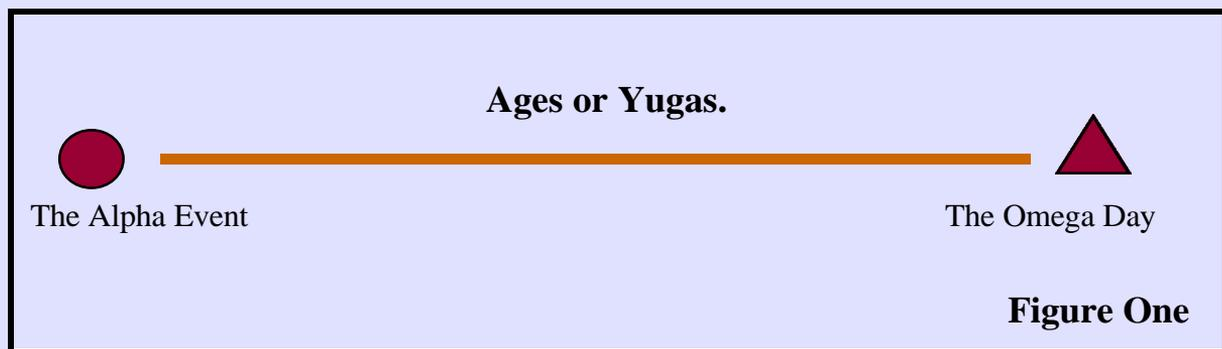 Ages or Yugas.
The Alpha Event
The Omega Day
Figure One